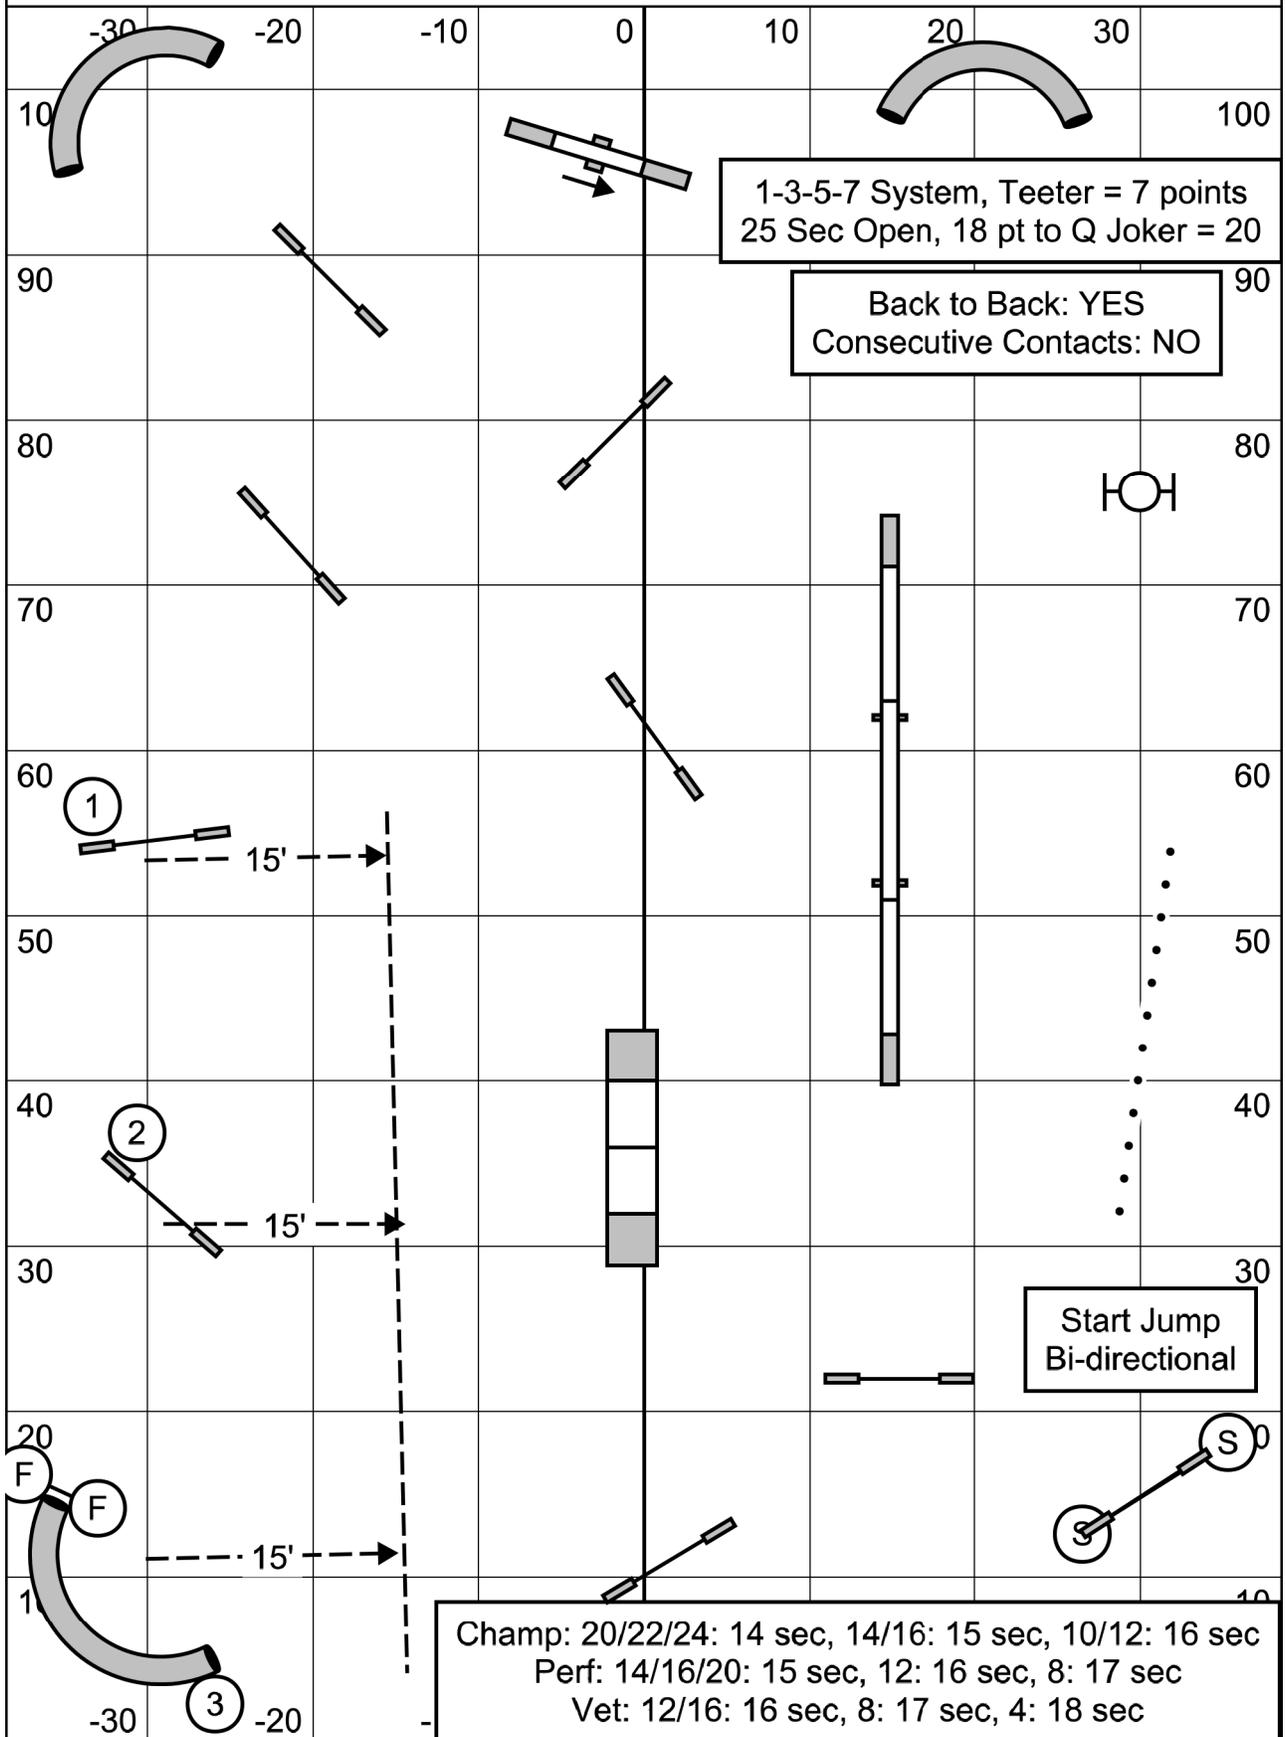 -30 -20 -10 0 10 20 30
10 100
1-3-5-7 System, Teeter = 7 points
25 Sec Open, 18 pt to Q Joker = 20
90 90
Back to Back: YES
Consecutive Contacts: NO
80 80
70 70
60 60
1
15'
50 50
40 40
2
15'
30 30
Start Jump
Bi-directional
20 0
S
F
F
S
15'
1 10
Champ: 20/22/24: 14 sec, 14/16: 15 sec, 10/12: 16 sec
Perf: 14/16/20: 15 sec, 12: 16 sec, 8: 17 sec
3
Vet: 12/16: 16 sec, 8: 17 sec, 4: 18 sec
-30 -20 -